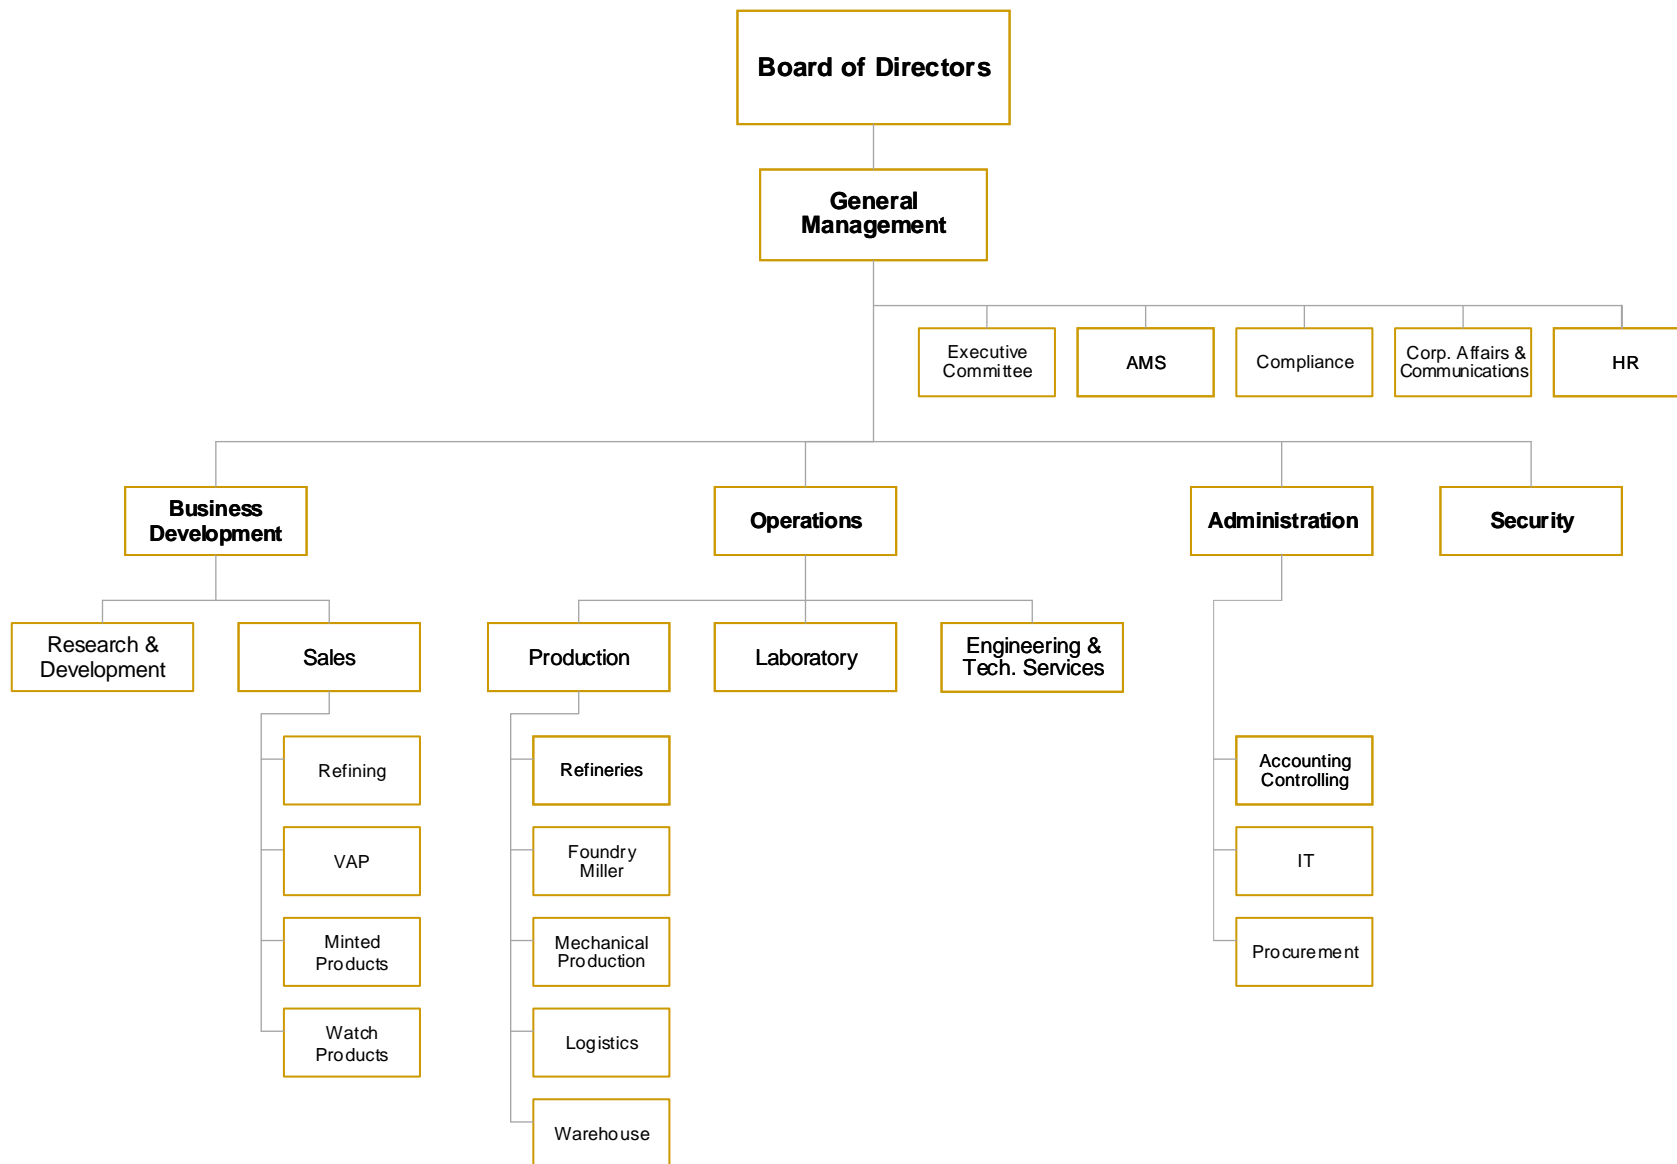 Board of Directors
General
Management
Executive
Committee
AMS
Compliance
Corp. Affairs &
Communications
HR
Business
Development
Operations
Administration
Security
Research &
Development
Sales
Production
Laboratory
Engineering &
Tech. Services
Refining
VAP
Minted
Products
Watch
Products
Refineries
Foundry
Miller
Mechanical
Production
Logistics
Warehouse
Accounting
Controlling
IT
Procurement